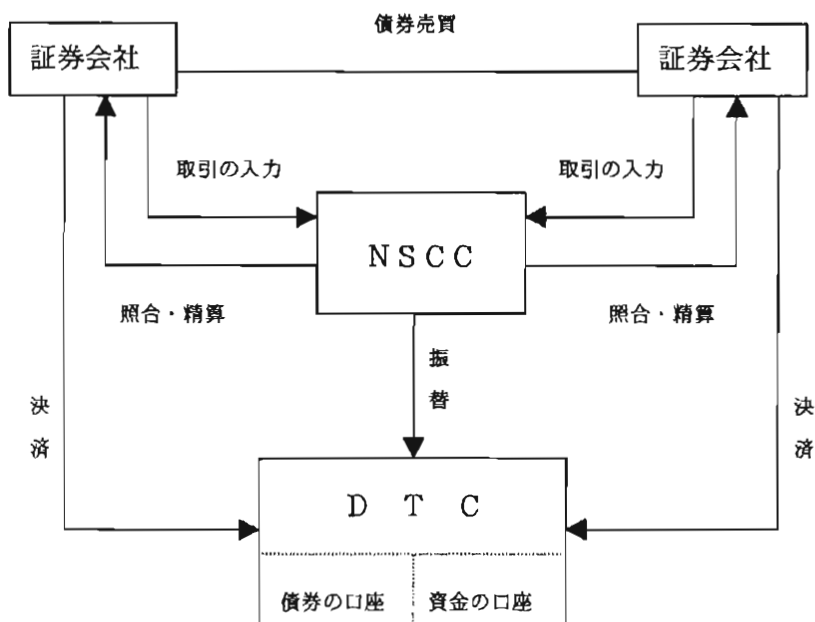 債券売買
証券会社
証券会社
取引の入力
取引の入力
NSCC
照合・精算
照合・精算
振替
決済
決済
DTC
債券の口座
資金の口座